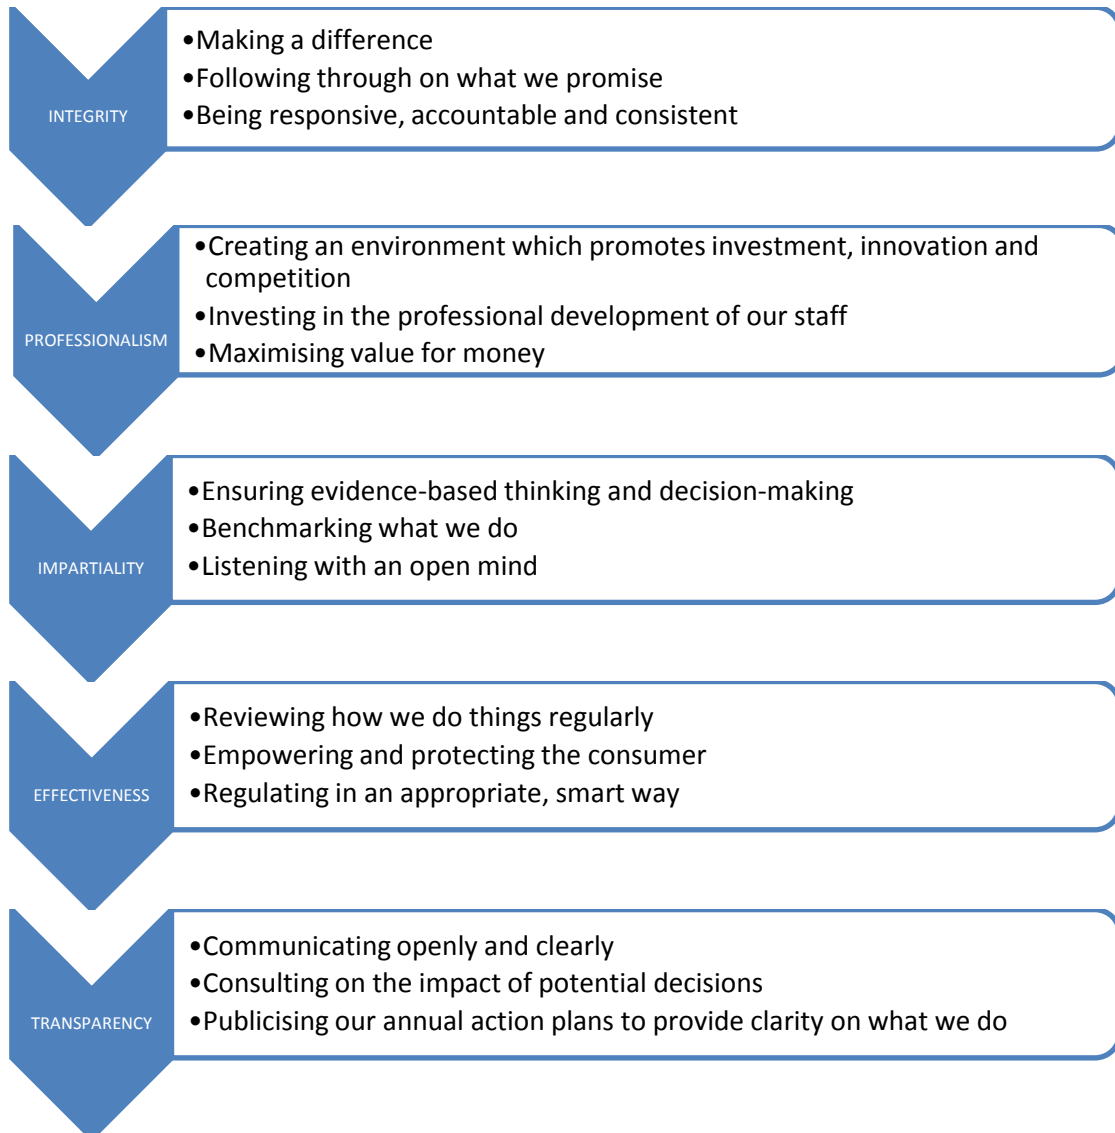 INTEGRITY
•Making a difference
•Following through on what we promise
•Being responsive, accountable and consistent
PROFESSIONALISM
•Creating an environment which promotes investment, innovation and
competition
•Investing in the professional development of our staff
•Maximising value for money
IMPARTIALITY
•Ensuring evidence-based thinking and decision-making
•Benchmarking what we do
•Listening with an open mind
EFFECTIVENESS
•Reviewing how we do things regularly
•Empowering and protecting the consumer
•Regulating in an appropriate, smart way
TRANSPARENCY
•Communicating openly and clearly
•Consulting on the impact of potential decisions
•Publicising our annual action plans to provide clarity on what we do